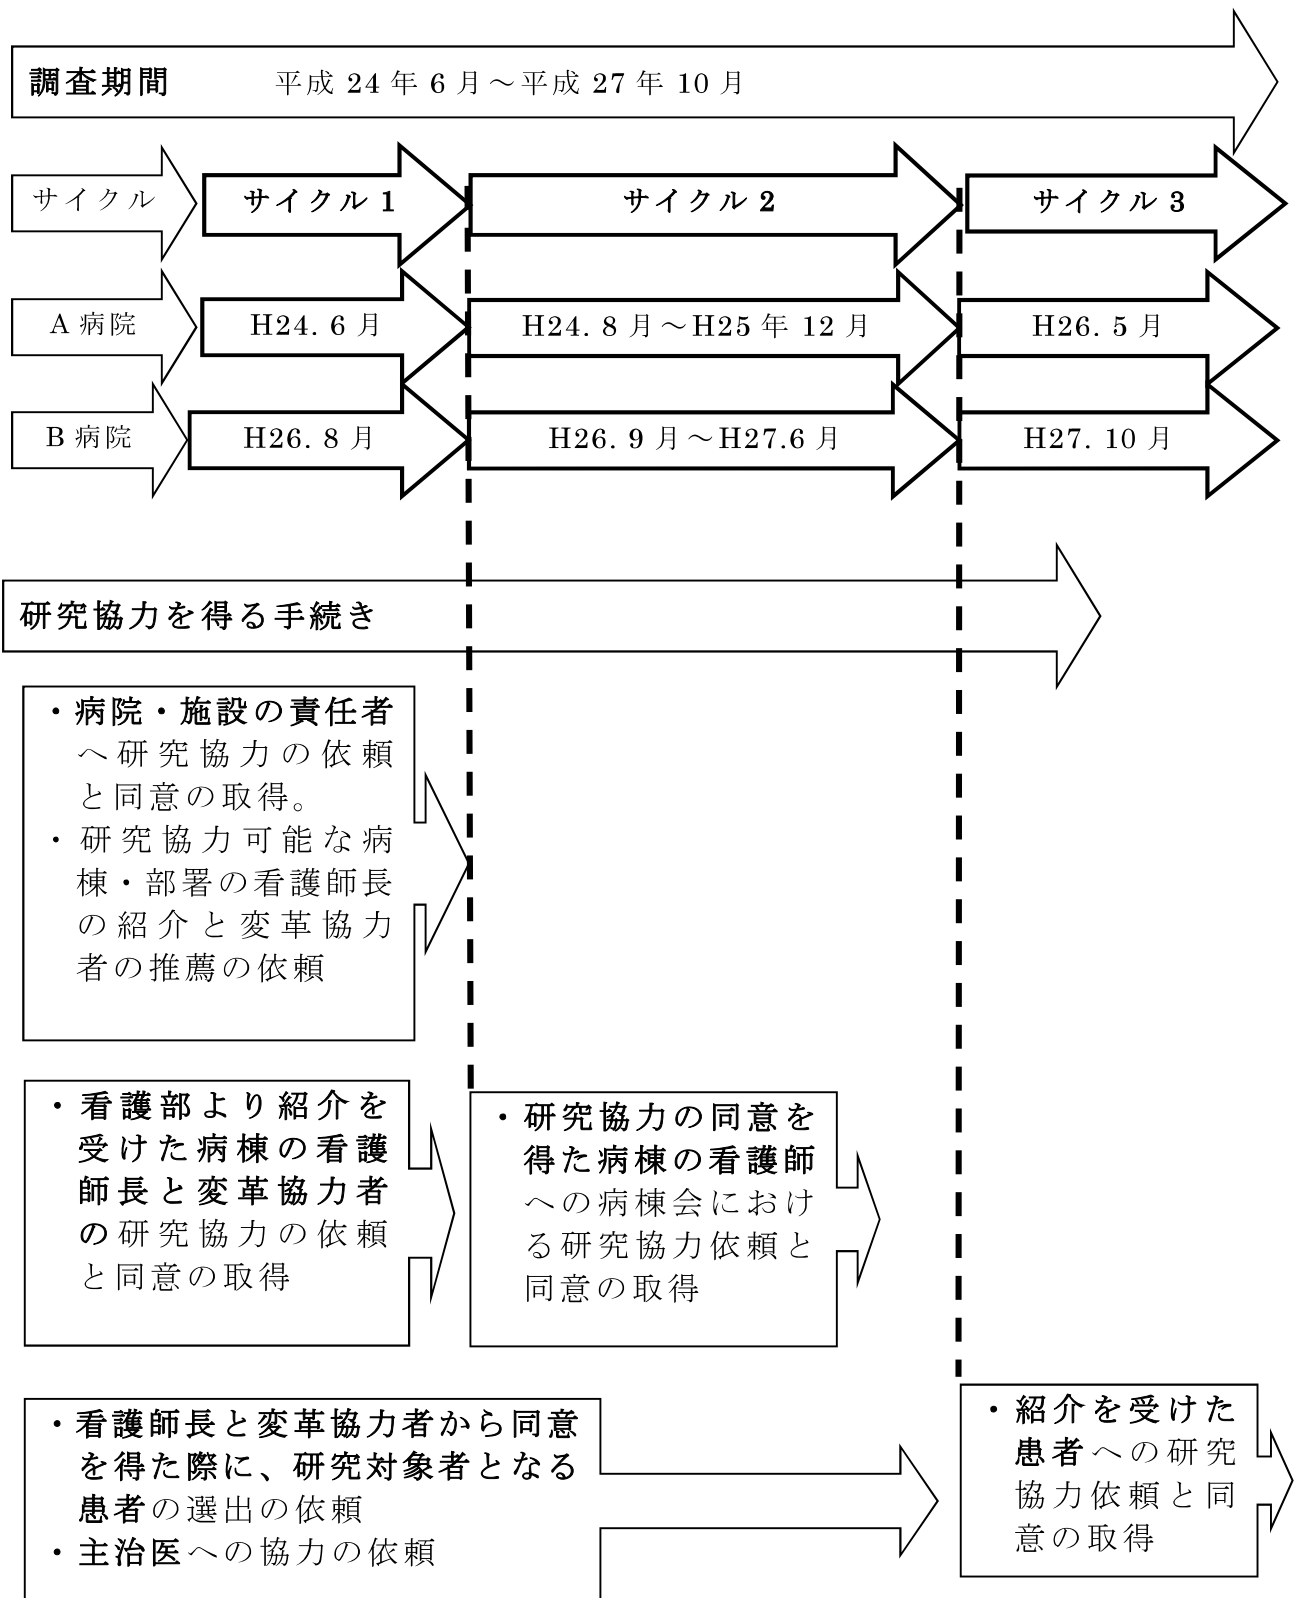 調査期間 平成 24 年 6 月～平成 27 年 10 月
サイクル サイクル 1 サイクル 2 サイクル 3
A 病院 H24. 6 月 H24. 8 月～H25 年 12 月 H26. 5 月
B 病院 H26. 8 月 H26. 9 月～H27.6 月 H27. 10 月
研究協力を得る手続き
・病院・施設の責任者
へ研究協力の依頼
と同意の取得。
・研究協力可能な病
棟・部署の看護師長
の紹介と変革協力
者の推薦の依頼
・看護部より紹介を
受けた病棟の看護
師長と変革協力者
の研究協力の依頼
と同意の取得
・研究協力の同意を
得た病棟の看護師
への病棟会におけ
る研究協力依頼と
同意の取得
・看護師長と変革協力者から同意
を得た際に、研究対象者となる
患者の選出の依頼
・主治医への協力の依頼
・紹介を受けた
患者への研究
協力依頼と同
意の取得